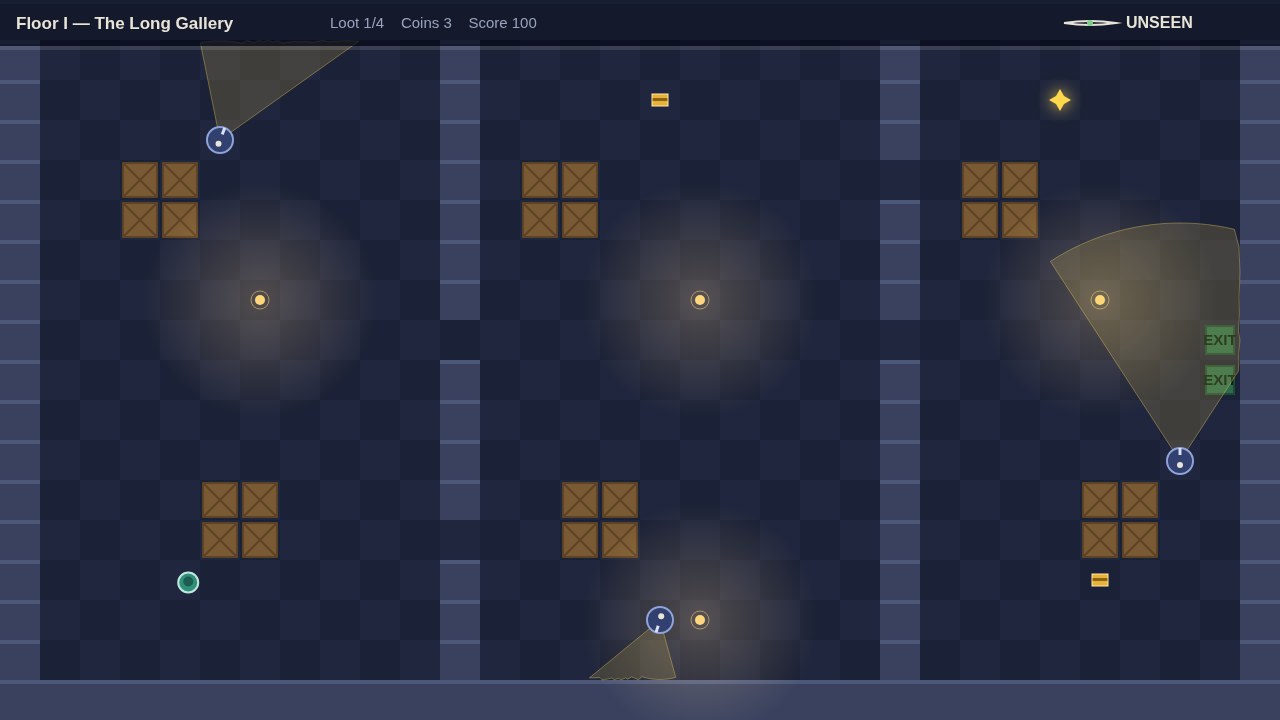 Floor I — The Long Gallery
Loot 1/4 Coins 3 Score 100
UNSEEN
EXIT
EXIT